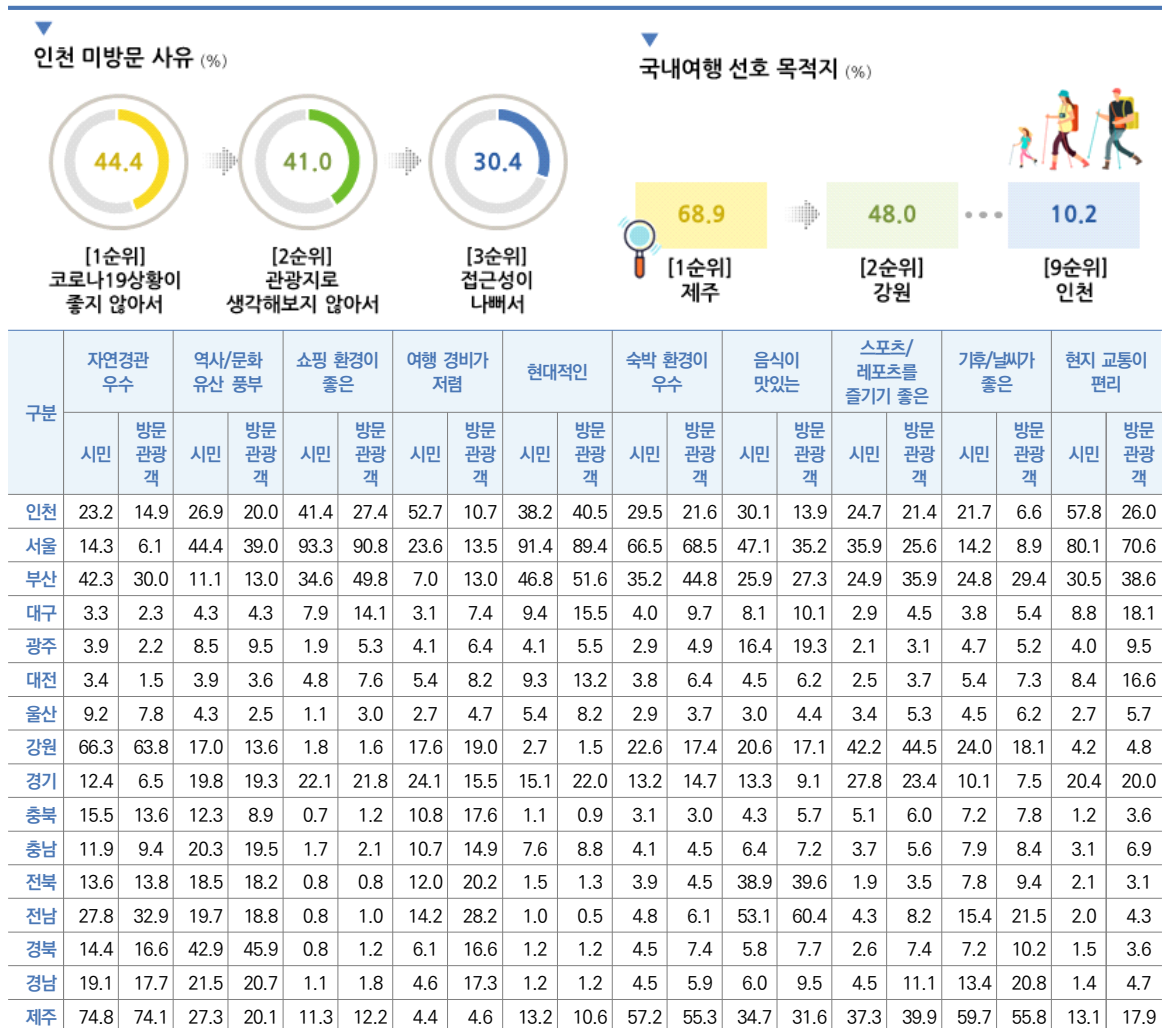 인천 미방문 사유 (%)
44.4
41.0
30.4
[1순위]
코로나19상황이
좋지 않아서
[2순위]
관광지로
생각해보지 않아서
[3순위]
접근성이
나빠서
국내여행 선호 목적지 (%)
68.9
48.0
10.2
[1순위]
제주
[2순위]
강원
[9순위]
인천
구분
자연경관
우수
역사/문화
유산 풍부
쇼핑 환경이
좋은
여행 경비가
저렴
현대적인
숙박 환경이
우수
음식이
맛있는
스포츠/
레포츠를
즐기기 좋은
기후/날씨가
좋은
현지 교통이
편리
시민 방문 시민 방문 시민 방문 시민 방문 시민 방문 시민 방문 시민 방문 시민 방문 시민 방문 시민 방문
관광 관광 관광 관광 관광 관광 관광 관광 관광 관광
객 객 객 객 객 객 객 객 객 객
인천 23.2 14.9 26.9 20.0 41.4 27.4 52.7 10.7 38.2 40.5 29.5 21.6 30.1 13.9 24.7 21.4 21.7 6.6 57.8 26.0
서울 14.3 6.1 44.4 39.0 93.3 90.8 23.6 13.5 91.4 89.4 66.5 68.5 47.1 35.2 35.9 25.6 14.2 8.9 80.1 70.6
부산 42.3 30.0 11.1 13.0 34.6 49.8 7.0 13.0 46.8 51.6 35.2 44.8 25.9 27.3 24.9 35.9 24.8 29.4 30.5 38.6
대구 3.3 2.3 4.3 4.3 7.9 14.1 3.1 7.4 9.4 15.5 4.0 9.7 8.1 10.1 2.9 4.5 3.8 5.4 8.8 18.1
광주 3.9 2.2 8.5 9.5 1.9 5.3 4.1 6.4 4.1 5.5 2.9 4.9 16.4 19.3 2.1 3.1 4.7 5.2 4.0 9.5
대전 3.4 1.5 3.9 3.6 4.8 7.6 5.4 8.2 9.3 13.2 3.8 6.4 4.5 6.2 2.5 3.7 5.4 7.3 8.4 16.6
울산 9.2 7.8 4.3 2.5 1.1 3.0 2.7 4.7 5.4 8.2 2.9 3.7 3.0 4.4 3.4 5.3 4.5 6.2 2.7 5.7
강원 66.3 63.8 17.0 13.6 1.8 1.6 17.6 19.0 2.7 1.5 22.6 17.4 20.6 17.1 42.2 44.5 24.0 18.1 4.2 4.8
경기 12.4 6.5 19.8 19.3 22.1 21.8 24.1 15.5 15.1 22.0 13.2 14.7 13.3 9.1 27.8 23.4 10.1 7.5 20.4 20.0
충북 15.5 13.6 12.3 8.9 0.7 1.2 10.8 17.6 1.1 0.9 3.1 3.0 4.3 5.7 5.1 6.0 7.2 7.8 1.2 3.6
충남 11.9 9.4 20.3 19.5 1.7 2.1 10.7 14.9 7.6 8.8 4.1 4.5 6.4 7.2 3.7 5.6 7.9 8.4 3.1 6.9
전북 13.6 13.8 18.5 18.2 0.8 0.8 12.0 20.2 1.5 1.3 3.9 4.5 38.9 39.6 1.9 3.5 7.8 9.4 2.1 3.1
전남 27.8 32.9 19.7 18.8 0.8 1.0 14.2 28.2 1.0 0.5 4.8 6.1 53.1 60.4 4.3 8.2 15.4 21.5 2.0 4.3
경북 14.4 16.6 42.9 45.9 0.8 1.2 6.1 16.6 1.2 1.2 4.5 7.4 5.8 7.7 2.6 7.4 7.2 10.2 1.5 3.6
경남 19.1 17.7 21.5 20.7 1.1 1.8 4.6 17.3 1.2 1.2 4.5 5.9 6.0 9.5 4.5 11.1 13.4 20.8 1.4 4.7
제주 74.8 74.1 27.3 20.1 11.3 12.2 4.4 4.6 13.2 10.6 57.2 55.3 34.7 31.6 37.3 39.9 59.7 55.8 13.1 17.9